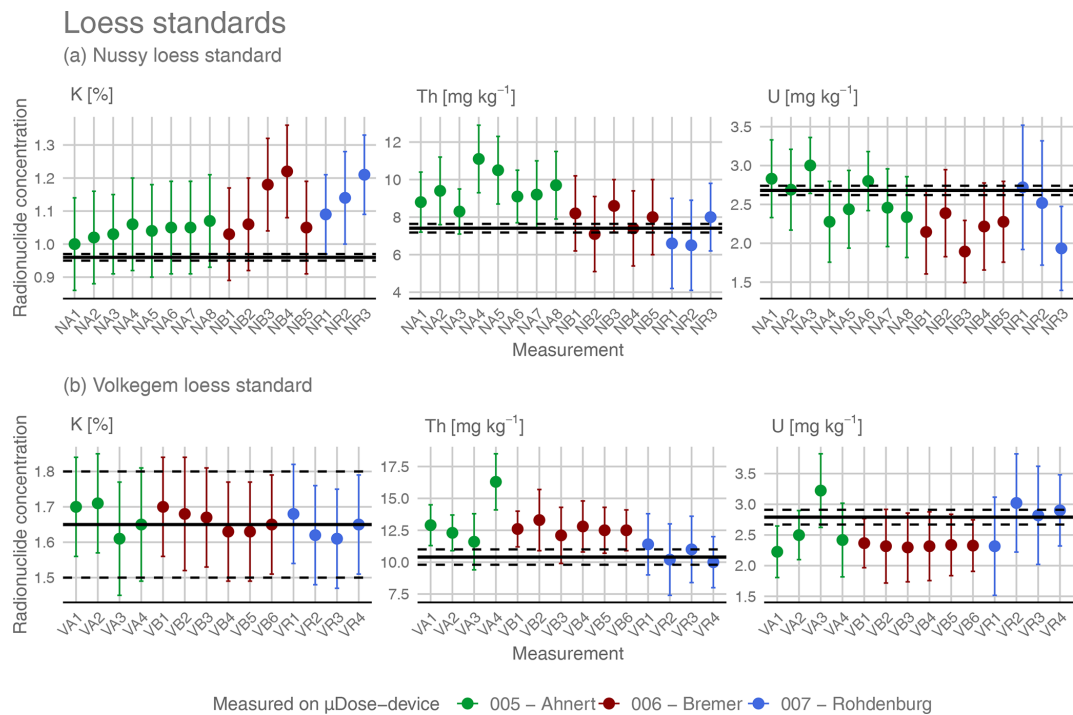 Loess standards
(a) Nussy loess standard
K [%]
Th [mg kg⁻¹]
U [mg kg⁻¹]
Radionuclide concentration
1.3
1.2
1.1
1.0
0.9
12
10
8
6
4
3.5
3.0
2.5
2.0
1.5
NA1 NA2 NA3 NA4 NA5 NA6 NA7 NA8 NB1 NB2 NB3 NB4 NB5 NR1 NR2 NR3
NA1 NA2 NA3 NA4 NA5 NA6 NA7 NA8 NB1 NB2 NB3 NB4 NB5 NR1 NR2 NR3
NA1 NA2 NA3 NA4 NA5 NA6 NA7 NA8 NB1 NB2 NB3 NB4 NB5 NR1 NR2 NR3
Measurement
(b) Volkegem loess standard
K [%]
Th [mg kg⁻¹]
U [mg kg⁻¹]
Radionuclide concentration
1.8
1.7
1.6
1.5
17.5
15.0
12.5
10.0
7.5
3.5
3.0
2.5
2.0
1.5
VA1 VA2 VA3 VA4 VB1 VB2 VB3 VB4 VB5 VB6 VR1 VR2 VR3 VR4
VA1 VA2 VA3 VA4 VB1 VB2 VB3 VB4 VB5 VB6 VR1 VR2 VR3 VR4
VA1 VA2 VA3 VA4 VB1 VB2 VB3 VB4 VB5 VB6 VR1 VR2 VR3 VR4
Measurement
Measured on µDose−device 005 − Ahnert 006 − Bremer 007 − Rohdenburg